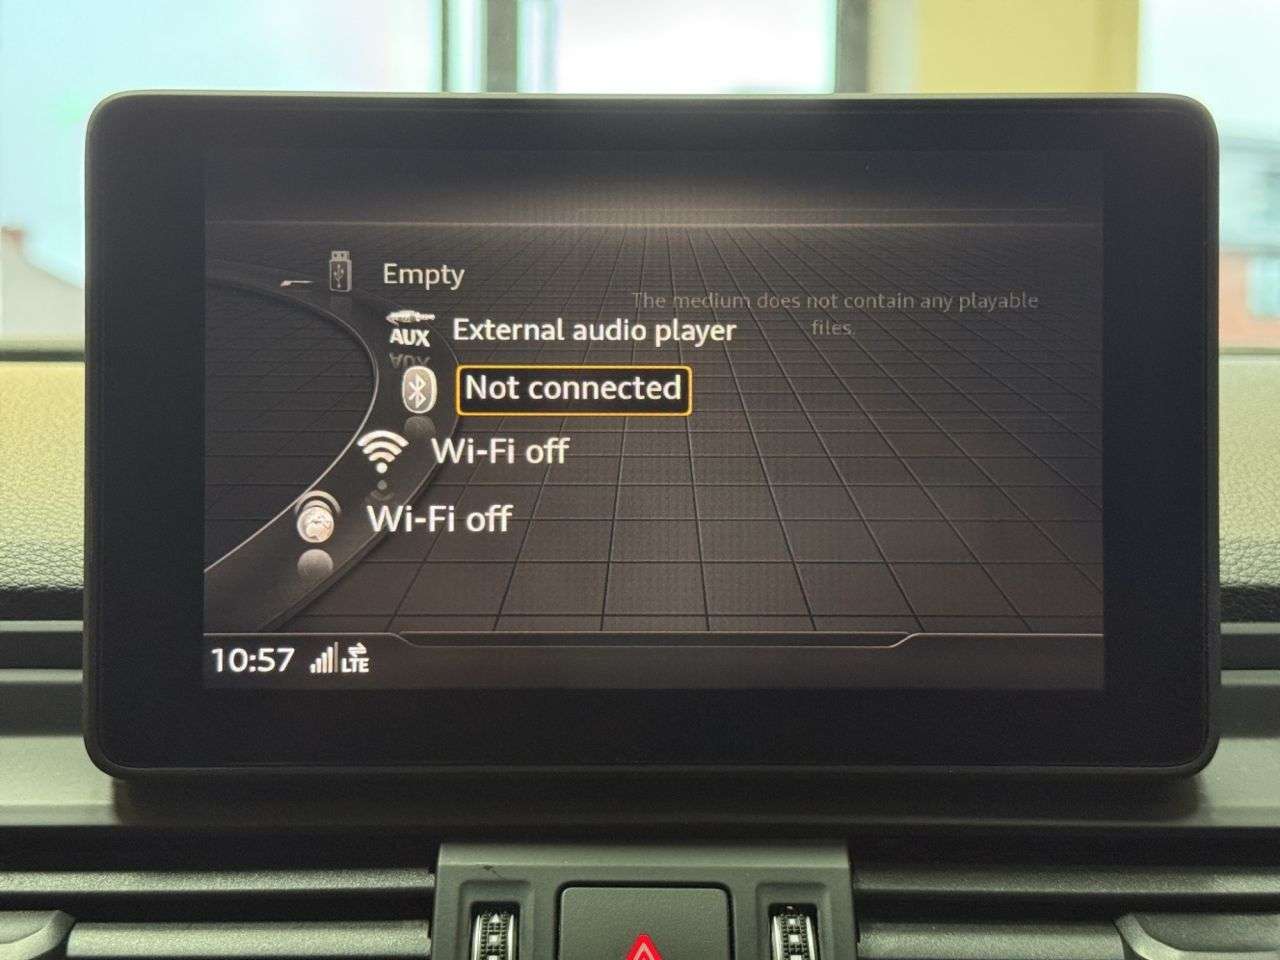 Empty
The medium does not contain any playable
files.
AUX
External audio player
Not connected
Wi-Fi off
Wi-Fi off
10:57 LTE